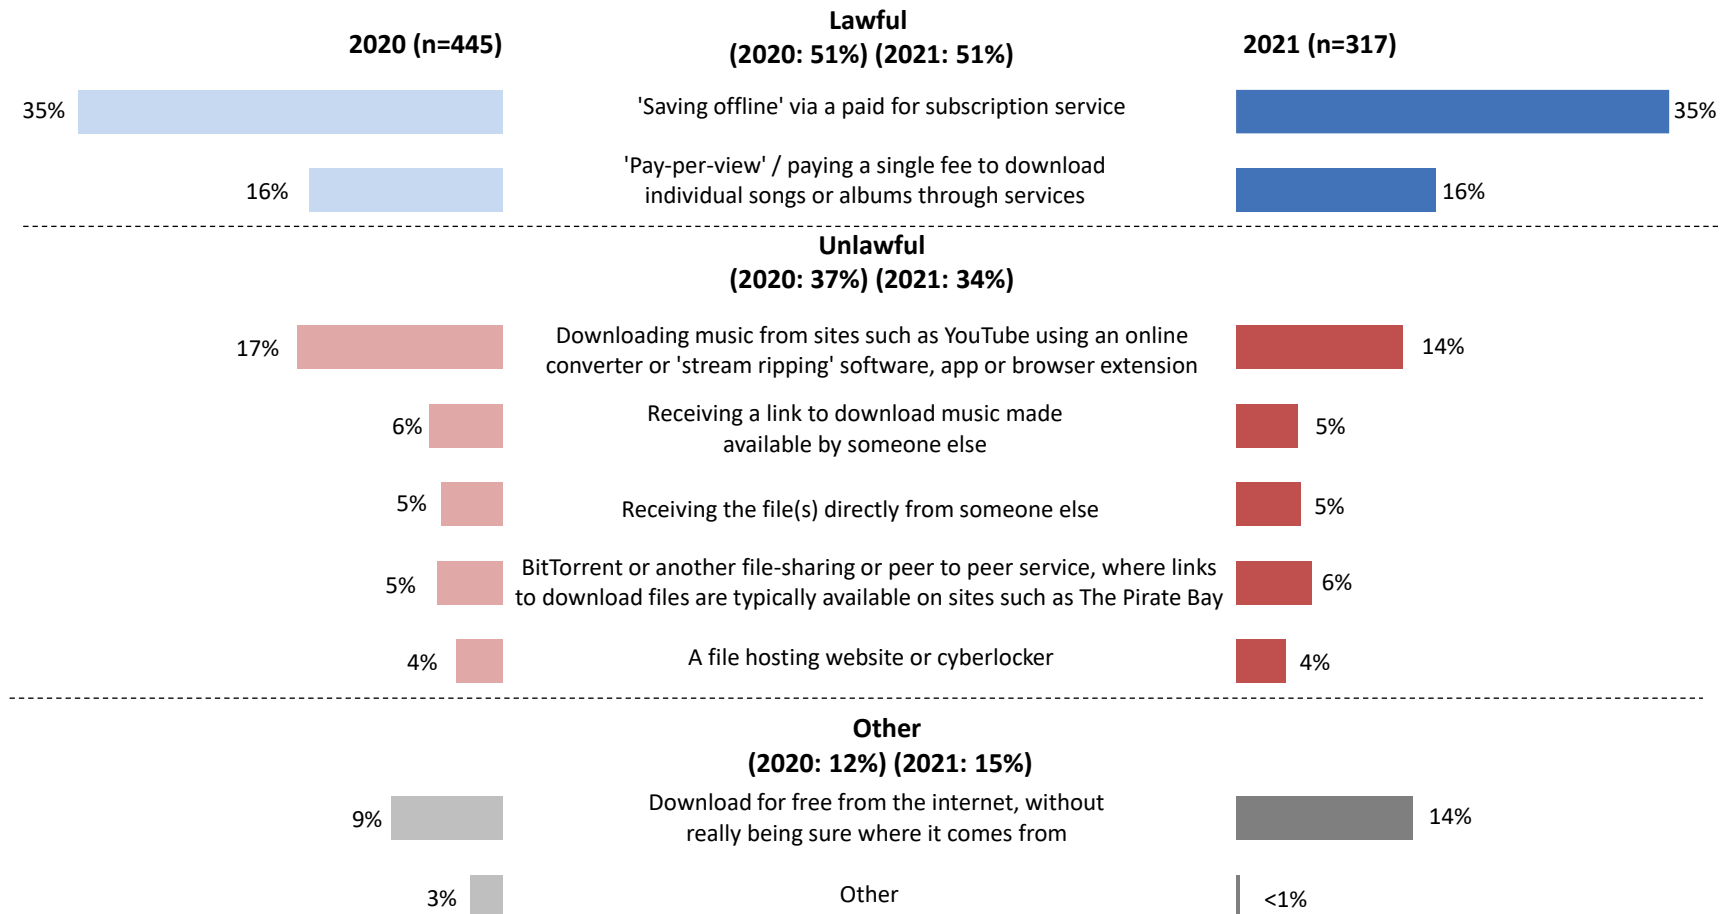 Lawful
2020 (n=445)
(2020: 51%) (2021: 51%)
2021 (n=317)
35%
'Saving offline' via a paid for subscription service
35%
16%
'Pay-per-view' / paying a single fee to download
individual songs or albums through services
16%
Unlawful
(2020: 37%) (2021: 34%)
17%
Downloading music from sites such as YouTube using an online
converter or 'stream ripping' software, app or browser extension
14%
6%
Receiving a link to download music made
available by someone else
5%
5%
Receiving the file(s) directly from someone else
5%
5%
BitTorrent or another file-sharing or peer to peer service, where links
to download files are typically available on sites such as The Pirate Bay
6%
4%
A file hosting website or cyberlocker
4%
Other
(2020: 12%) (2021: 15%)
9%
Download for free from the internet, without
really being sure where it comes from
14%
3%
Other
<1%